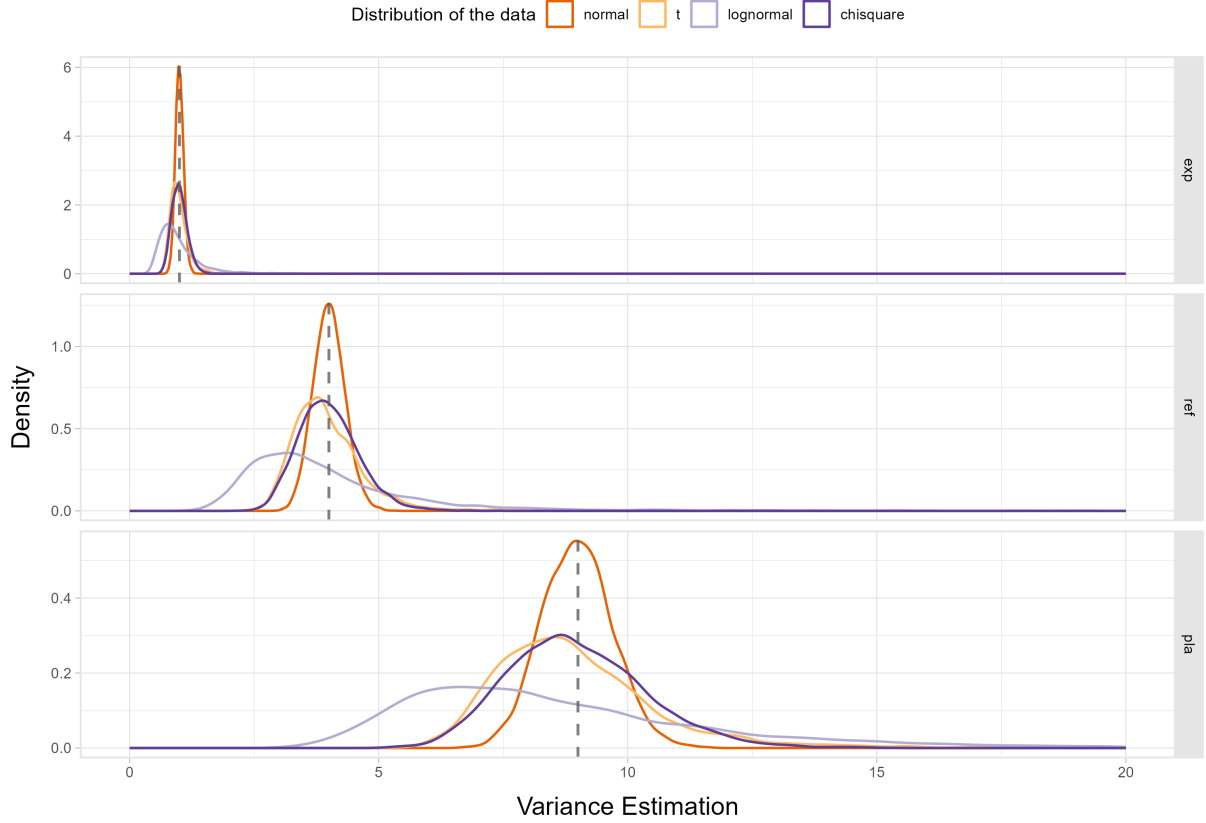 Distribution of the data normal t lognormal chisquare
6
4
2
0
exp
1.0
0.5
0.0
ref
0.4
0.2
0.0
pla
Density
0 5 10 15 20
Variance Estimation